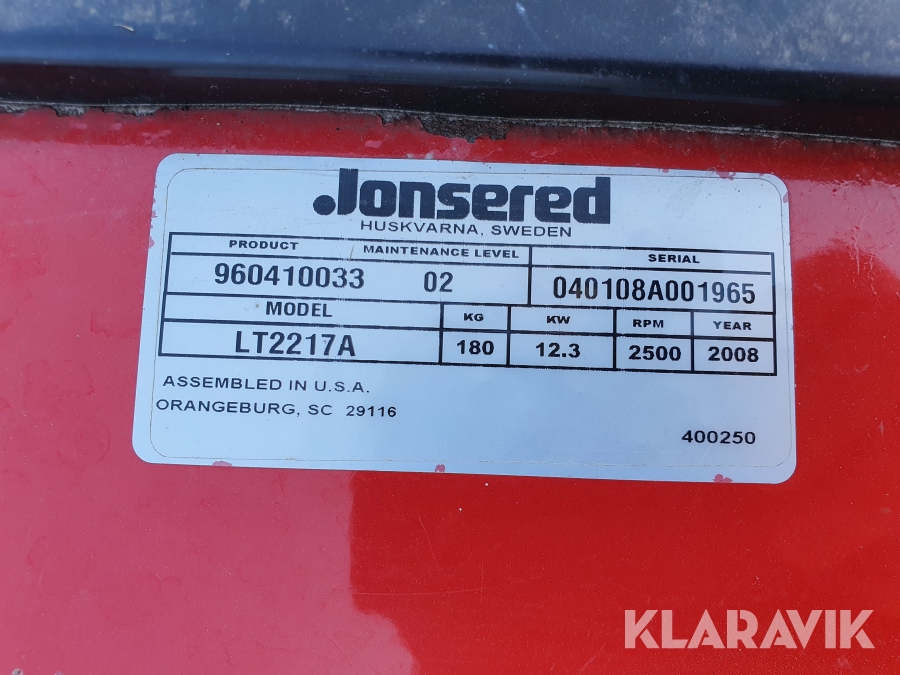 Jonsered
HUSKVARNA, SWEDEN
PRODUCT MAINTENANCE LEVEL SERIAL
960410033 02 040108A001965
MODEL KG KW RPM YEAR
LT2217A 180 12.3 2500 2008
ASSEMBLED IN U.S.A.
ORANGEBURG, SC 29116
400250
KLARAVIK